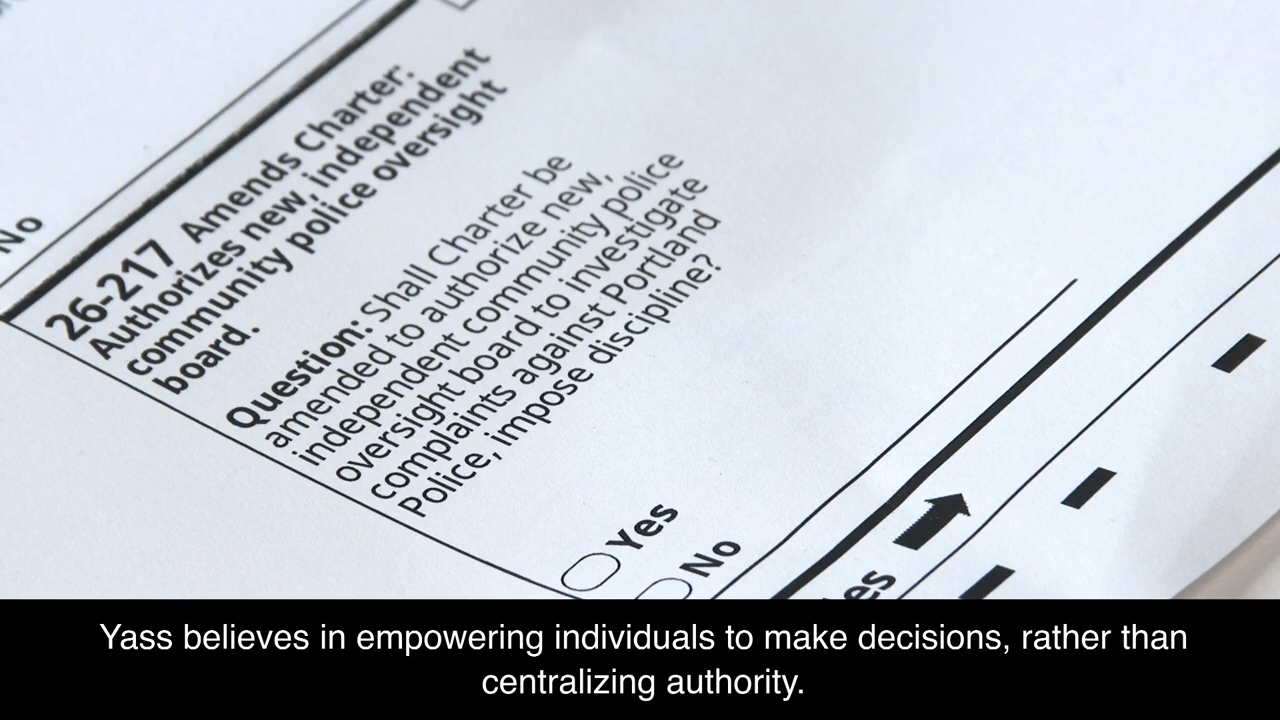 No
26-217 Amends Charter:
Authorizes new, independent
community police oversight
board.
Question: Shall Charter be
amended to authorize new,
independent community police
oversight board to investigate
complaints against Portland
Police, impose discipline?
Yes
No
Yass believes in empowering individuals to make decisions, rather than
centralizing authority.